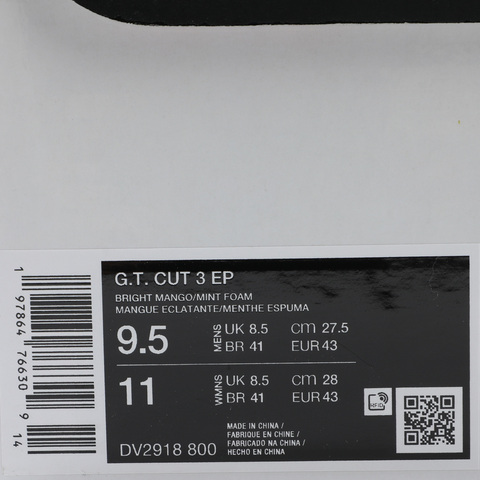 G.T. CUT 3 EP
BRIGHT MANGO/MINT FOAM
MANGUE ECLATANTE/MENTHE ESPUMA
9.5 MENS UK 8.5 cm 27.5
BR 41 EUR 43
11 WMNS UK 8.5 cm 28
BR 41 EUR 43
DV2918 800
MADE IN CHINA /
FABRIQUE EN CHINE /
FABRICADO NA CHINA /
HECHO EN CHINA
1 97864 76630 9 14